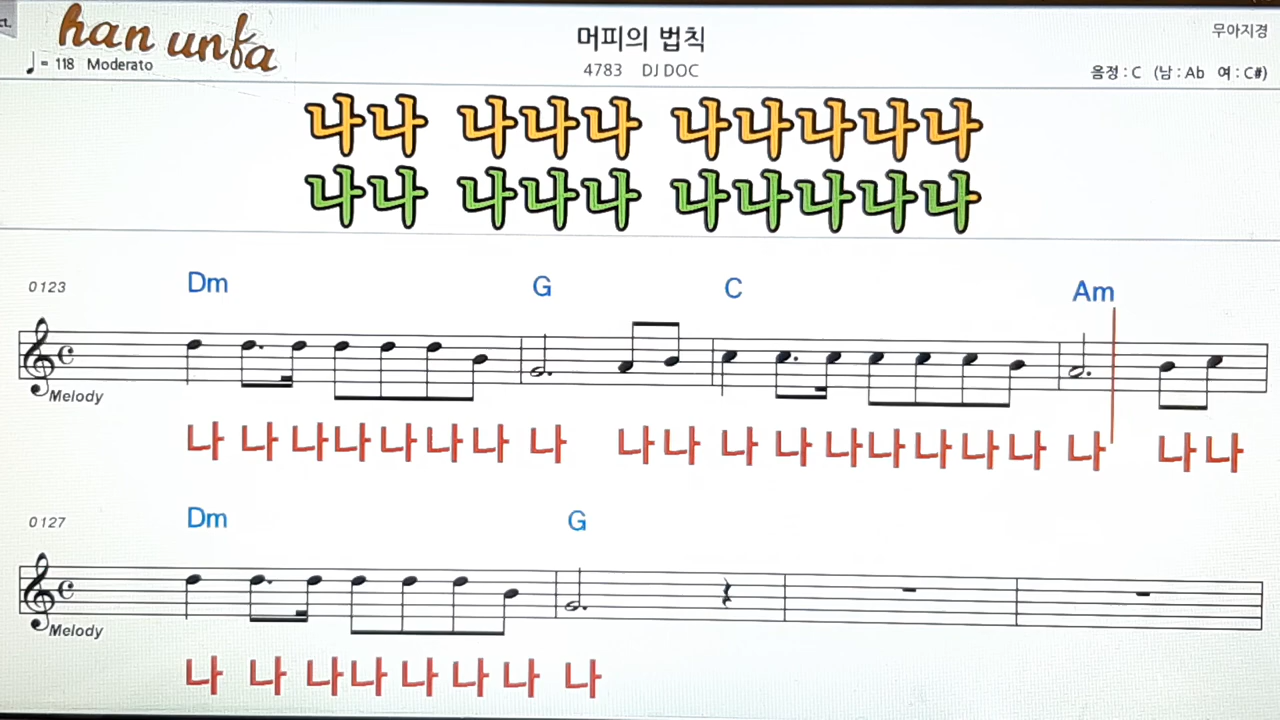 han unfa
♩= 118 Moderato
머피의 법칙
4783 DJ DOC
무아지경
음정 : C (남 : Ab 여 : C#)
나나 나나나 나나나나나
나나 나나나 나나나나나
0123
Dm G C Am
Melody
나 나 나나나나나 나 나나 나 나 나나나나나 나 나나
0127
Dm G
Melody
나 나 나나나나나 나